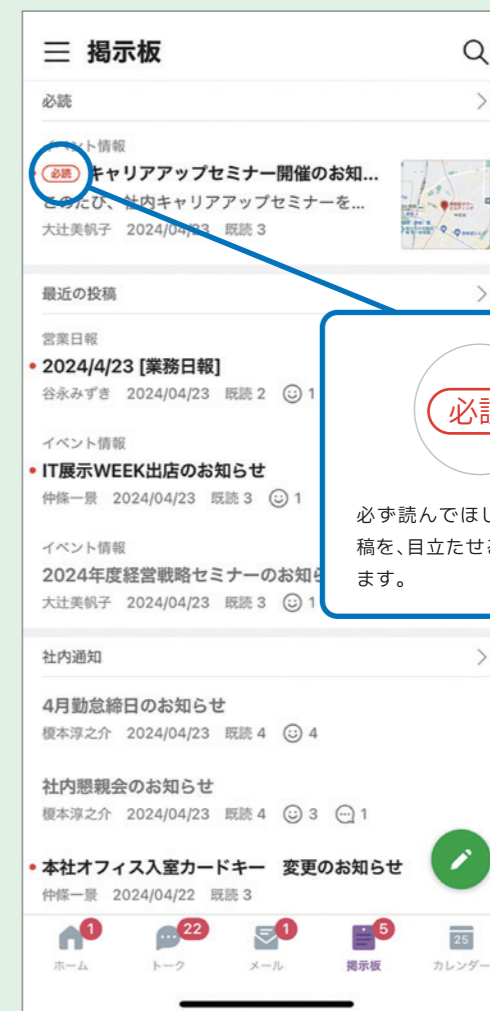 掲示板
必読
イベント情報
必読 キャリアアップセミナー開催のお知...
このたび、社内キャリアアップセミナーを...
大辻美帆子 2024/04/23 既読 3
最近の投稿
営業日報
2024/4/23 [業務日報]
谷永みずき 2024/04/23 既読 2 1
イベント情報
IT展示WEEK出店のお知らせ
仲條一景 2024/04/23 既読 3 1
イベント情報
2024年度経営戦略セミナーのお知
大辻美帆子 2024/04/23 既読 3 1
必読
必ず読んでほし
稿を、目立たせ
ます。
社内通知
4月勤怠締日のお知らせ
榎本淳之介 2024/04/23 既読 4 4
社内懇親会のお知らせ
榎本淳之介 2024/04/23 既読 4 3 1
本社オフィス入室カードキー 変更のお知らせ
仲條一景 2024/04/22 既読 3
1 22 1 5 25
ホーム トーク メール 掲示板 カレンダー